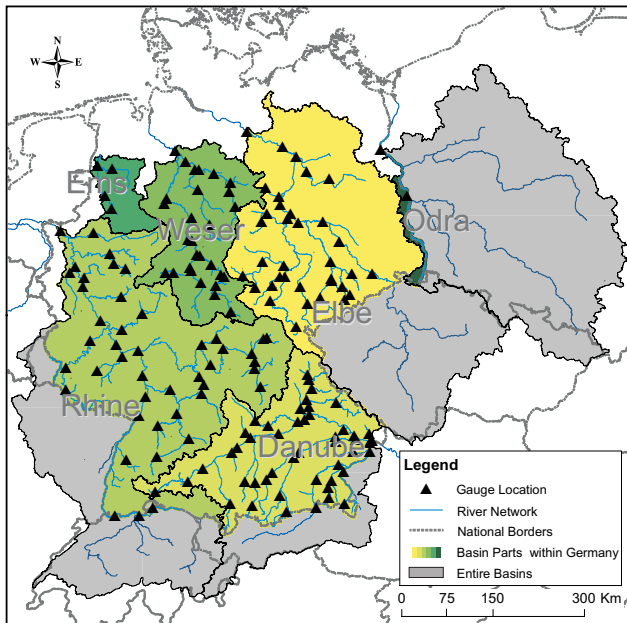 N
W E
S
Ems
Weser
Odra
Elbe
Rhine
Danube
Legend
Gauge Location
River Network
National Borders
Basin Parts within Germany
Entire Basins
0 75 150 300 Km